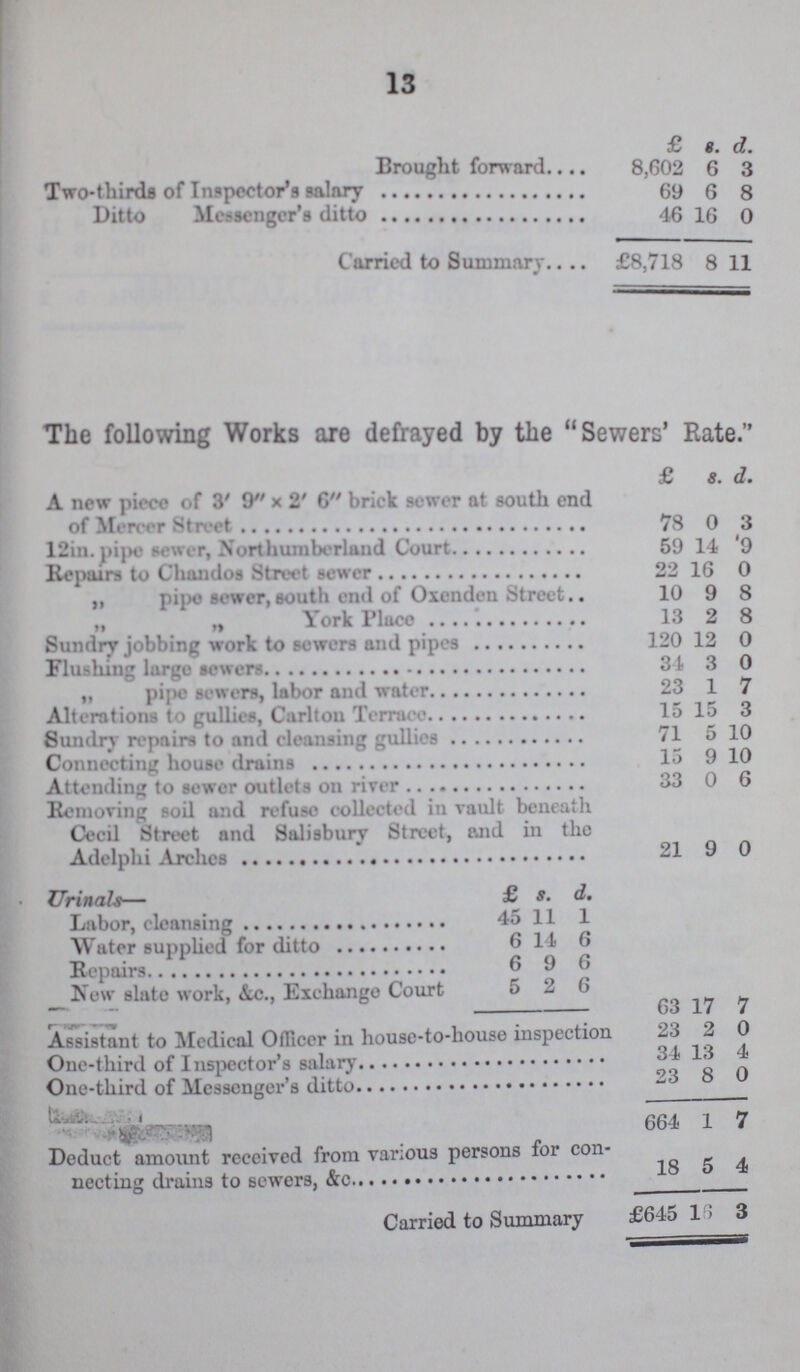 13
£ s. d.
Brought forward.... 8,602 6 3
Two-thirds of Inspector's salary .................. 69 6 8
Ditto Messenger's ditto .................. 46 16 0
Carried to Summary.... £8,718 8 11
The following Works are defrayed by the "Sewers' Rate."
£ s. d.
A new piece of 3' 9" x 2' 6" brick sewer at south end
of Mercer Street .............................. 78 0 3
12in. pipe sewer, Northumberland Court............ 59 14 '9
Repairs to Chandos Street sewer .................. 22 16 0
„ pipe sewer, south end of Oxenden Street.. 10 9 8
„ „ York Place .............. 13 2 8
Sundry jobbing work to sewers and pipes .......... 120 12 0
Flushing large sewers............................ 34 3 0
„ pipe sewers, labor and water.............. 23 1 7
Alterations to gullies, Carlton Terrace.............. 15 15 3
Sundry repairs to and cleansing gullies ............ 71 5 10
Connecting house drains ........................ 15 9 10
Attending to sewer outlets on river ................ 33 0 6
Removing soil and refuse collected in vault beneath
Cecil Street and Salisbury Street, and in the
Adelphi Arches .............................. 21 9 0
Urinals— £ s. d.
Labor, cleansing .................. 45 11 1
Water supplied for ditto .......... 6 14 6
Repairs.......................... 6 9 6
New slate work, &c., Exchange Court 5 2 6
63 17 7
Assistant to Medical Officer in house-to-house inspection 23 2 0
One-third of Inspector's salary...................... 34 13 4
One-third of Messenger's ditto...................... 23 8 0
664 1 7
Deduct amount received from various persons for con-
necting drains to sewers, &c...................... 18 5 4
Carried to Summary £645 16 3